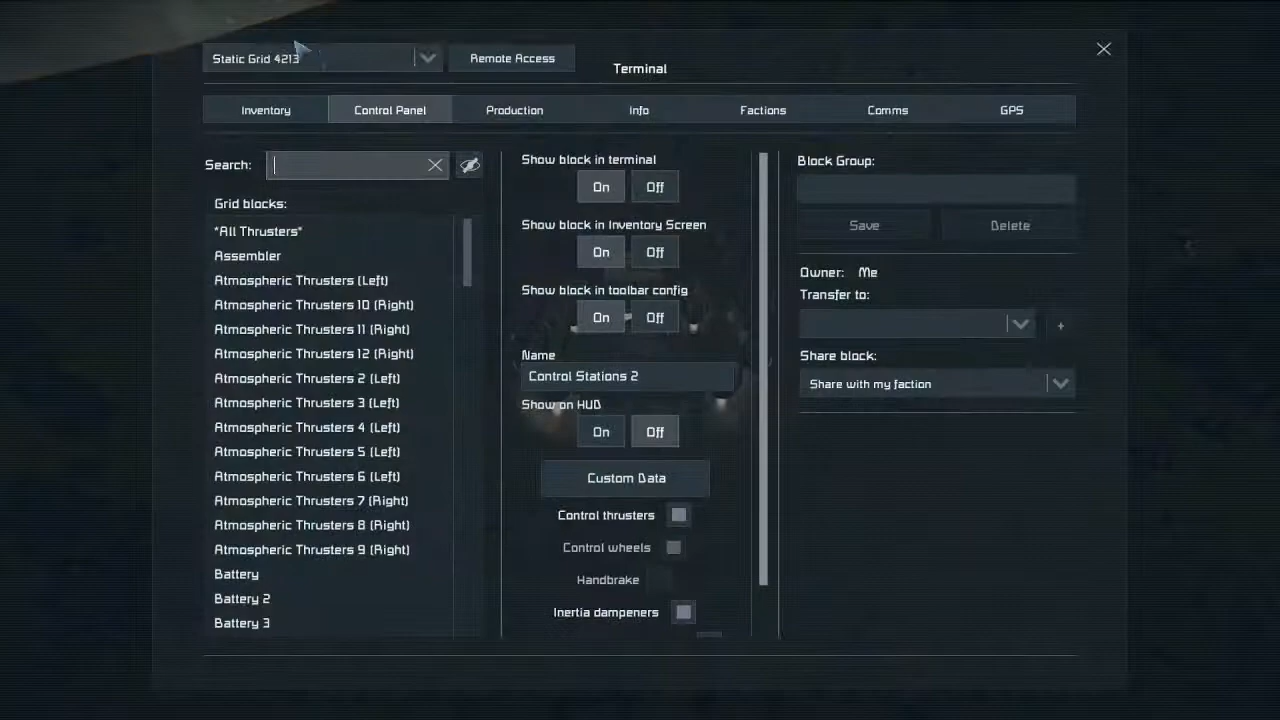 Static Grid 4213
Remote Access
Terminal
Inventory
Control Panel
Production
Info
Factions
Comms
GPS
Search:
Grid blocks:
*All Thrusters*
Assembler
Atmospheric Thrusters (Left)
Atmospheric Thrusters 10 (Right)
Atmospheric Thrusters 11 (Right)
Atmospheric Thrusters 12 (Right)
Atmospheric Thrusters 2 (Left)
Atmospheric Thrusters 3 (Left)
Atmospheric Thrusters 4 (Left)
Atmospheric Thrusters 5 (Left)
Atmospheric Thrusters 6 (Left)
Atmospheric Thrusters 7 (Right)
Atmospheric Thrusters 8 (Right)
Atmospheric Thrusters 9 (Right)
Battery
Battery 2
Battery 3
Show block in terminal
On Off
Show block in Inventory Screen
On Off
Show block in toolbar config
On Off
Name
Control Stations 2
Show on HUD
On Off
Custom Data
Control thrusters
Control wheels
Handbrake
Inertia dampeners
Block Group:
Save Delete
Owner: Me
Transfer to:
+
Share block:
Share with my faction